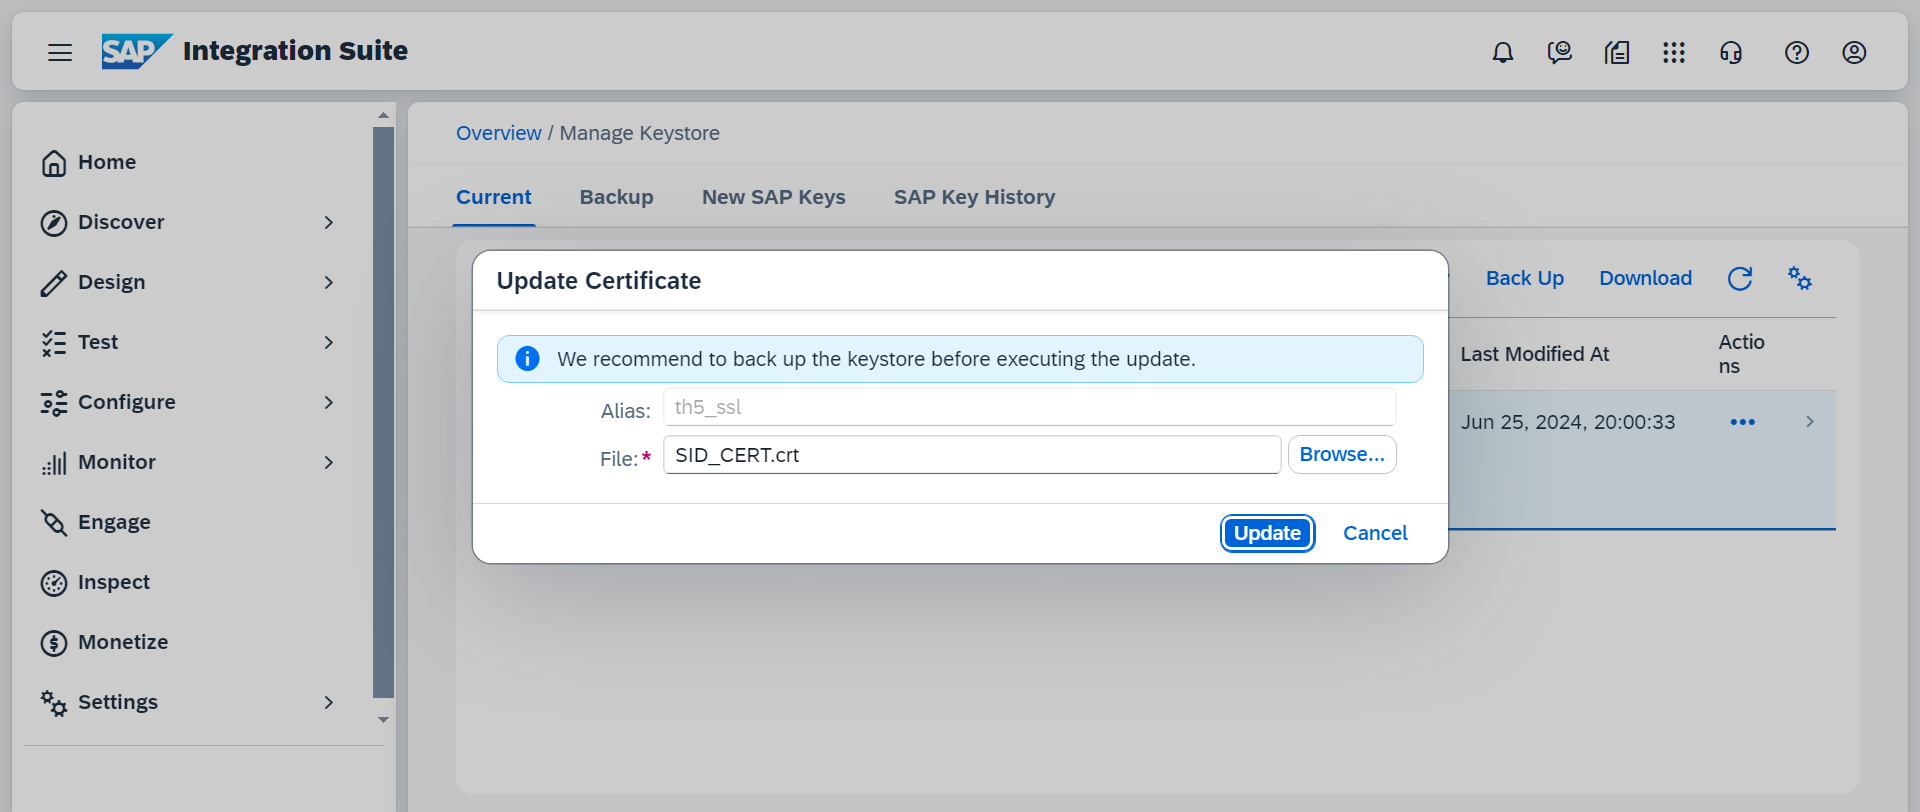 SAP Integration Suite
Home
Discover
Design
Test
Configure
Monitor
Engage
Inspect
Monetize
Settings
Overview / Manage Keystore
Current Backup New SAP Keys SAP Key History
Back Up Download
Last Modified At
Actio
ns
Jun 25, 2024, 20:00:33
Update Certificate
We recommend to back up the keystore before executing the update.
Alias: th5_ssl
File:* SID_CERT.crt Browse...
Update Cancel